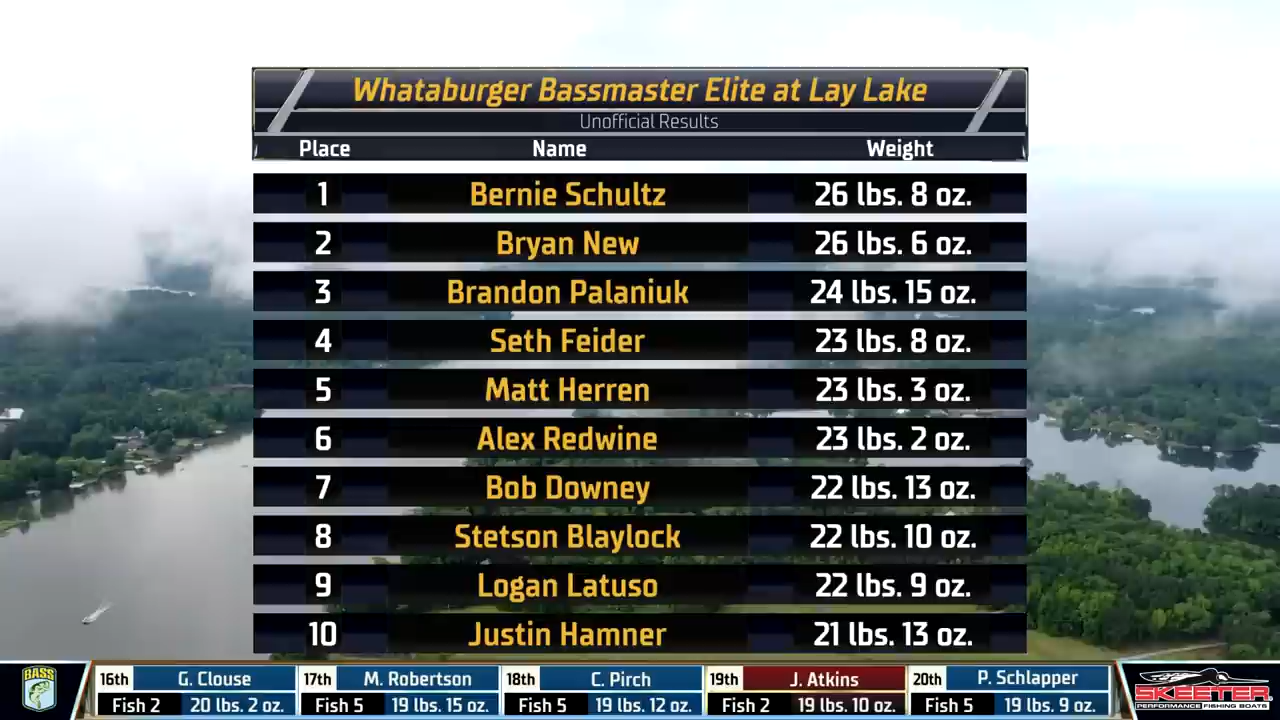 Whataburger Bassmaster Elite at Lay Lake
Unofficial Results
Place Name Weight
1 Bernie Schultz 26 lbs. 8 oz.
2 Bryan New 26 lbs. 6 oz.
3 Brandon Palaniuk 24 lbs. 15 oz.
4 Seth Feider 23 lbs. 8 oz.
5 Matt Herren 23 lbs. 3 oz.
6 Alex Redwine 23 lbs. 2 oz.
7 Bob Downey 22 lbs. 13 oz.
8 Stetson Blaylock 22 lbs. 10 oz.
9 Logan Latuso 22 lbs. 9 oz.
10 Justin Hamner 21 lbs. 13 oz.
BASS
16th G. Clouse 17th M. Robertson 18th C. Pirch 19th J. Atkins 20th P. Schlapper
Fish 2 20 lbs. 2 oz. Fish 5 19 lbs. 15 oz. Fish 5 19 lbs. 12 oz. Fish 2 19 lbs. 10 oz. Fish 5 19 lbs. 9 oz.
SKEETER
PERFORMANCE FISHING BOATS